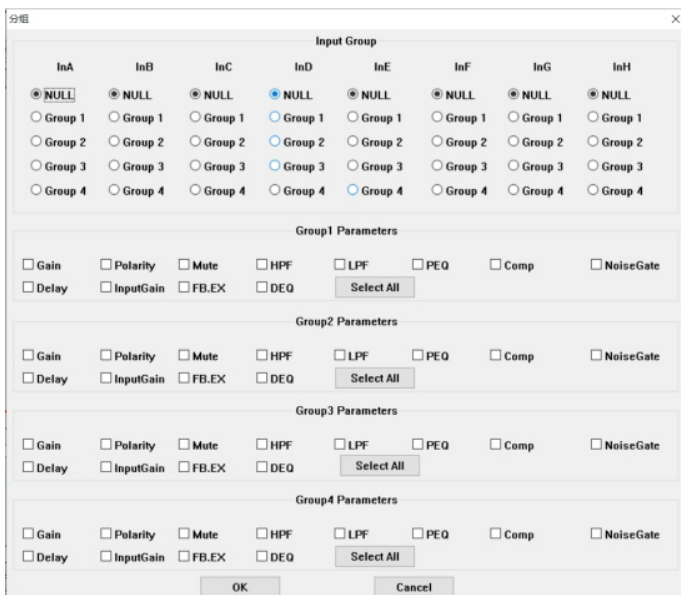 分组
Input Group
InA InB InC InD InE InF InG InH
NULL NULL NULL NULL NULL NULL NULL NULL
Group 1 Group 1 Group 1 Group 1 Group 1 Group 1 Group 1 Group 1
Group 2 Group 2 Group 2 Group 2 Group 2 Group 2 Group 2 Group 2
Group 3 Group 3 Group 3 Group 3 Group 3 Group 3 Group 3 Group 3
Group 4 Group 4 Group 4 Group 4 Group 4 Group 4 Group 4 Group 4
Group1 Parameters
Gain Polarity Mute HPF LPF PEQ Comp NoiseGate
Delay InputGain FB.EX DEQ Select All
Group2 Parameters
Gain Polarity Mute HPF LPF PEQ Comp NoiseGate
Delay InputGain FB.EX DEQ Select All
Group3 Parameters
Gain Polarity Mute HPF LPF PEQ Comp NoiseGate
Delay InputGain FB.EX DEQ Select All
Group4 Parameters
Gain Polarity Mute HPF LPF PEQ Comp NoiseGate
Delay InputGain FB.EX DEQ Select All
OK Cancel